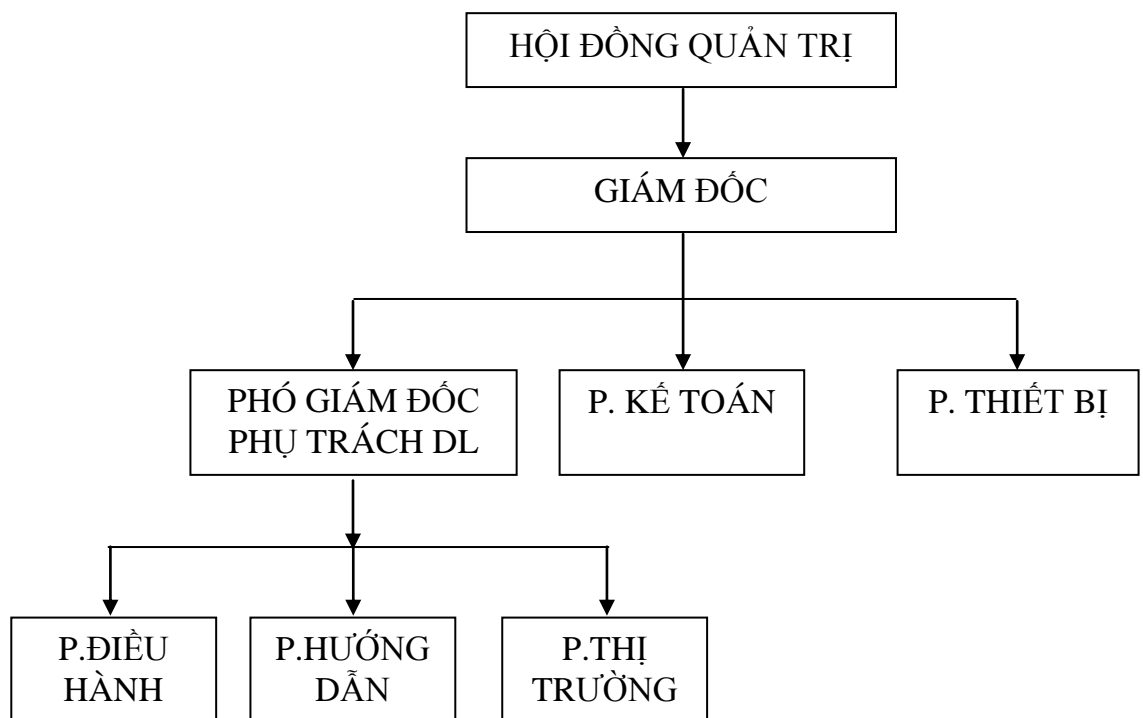 HỘI ĐỒNG QUẢN TRỊ
GIÁM ĐỐC
PHÓ GIÁM ĐỐC
PHỤ TRÁCH DL
P. KẾ TOÁN
P. THIẾT BỊ
P.ĐIỀU
HÀNH
P.HƯỚNG
DẪN
P.THỊ
TRƯỜNG